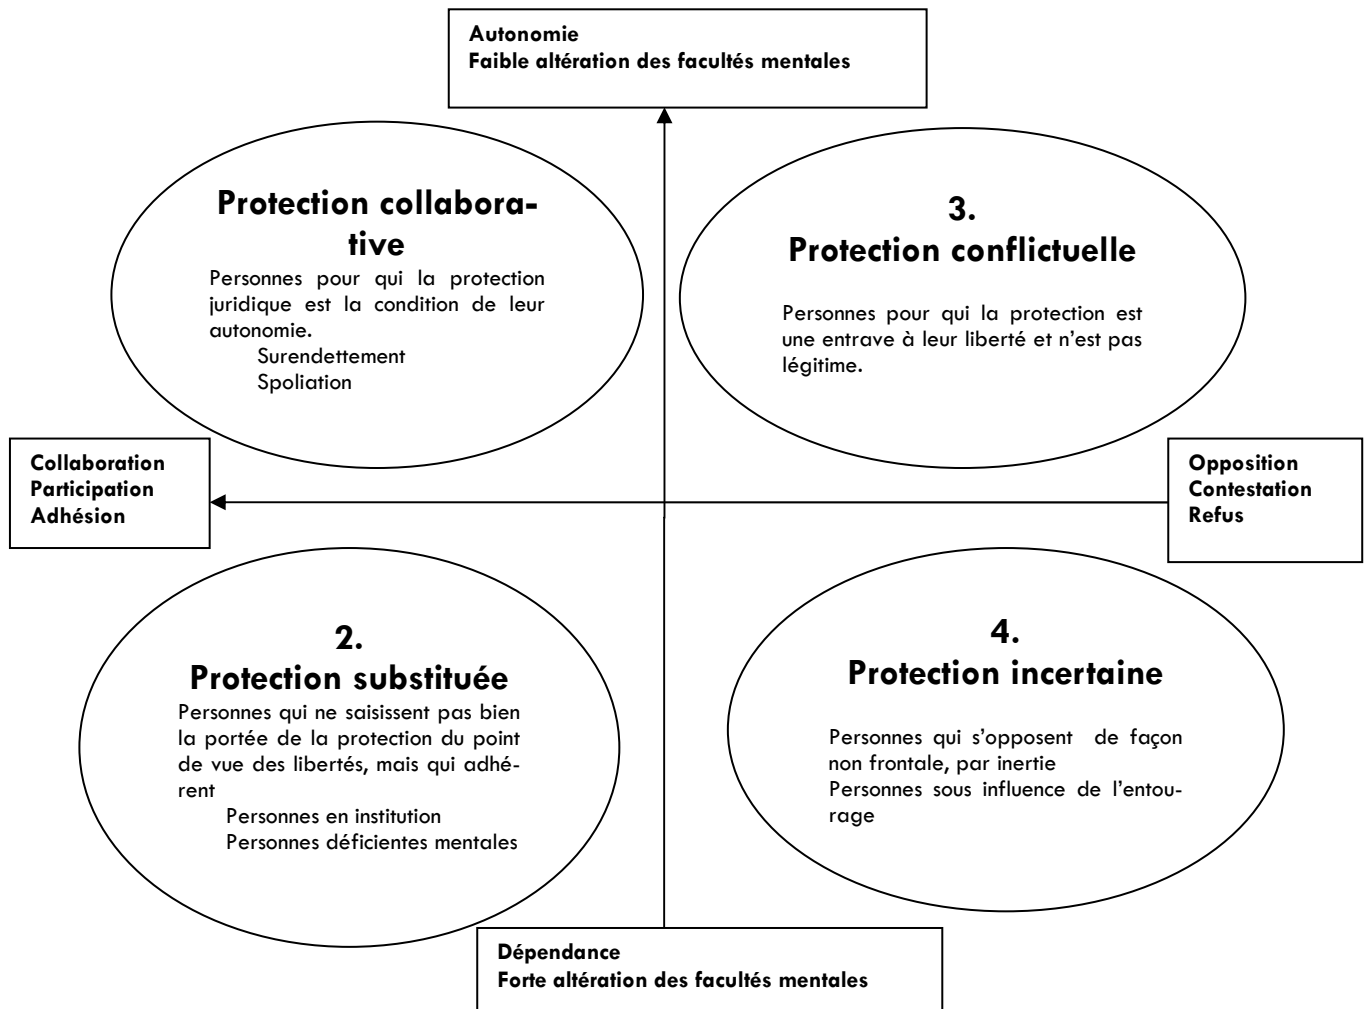 Autonomie
Faible altération des facultés mentales
Protection collabora-
tive
Personnes pour qui la protection
juridique est la condition de leur
autonomie.
Surendettement
Spoliation
3.
Protection conflictuelle
Personnes pour qui la protection est
une entrave à leur liberté et n’est pas
légitime.
Collaboration
Participation
Adhésion
Opposition
Contestation
Refus
2.
Protection substituée
Personnes qui ne saisissent pas bien
la portée de la protection du point
de vue des libertés, mais qui adhé-
rent
Personnes en institution
Personnes déficientes mentales
4.
Protection incertaine
Personnes qui s’opposent de façon
non frontale, par inertie
Personnes sous influence de l’entou-
rage
Dépendance
Forte altération des facultés mentales